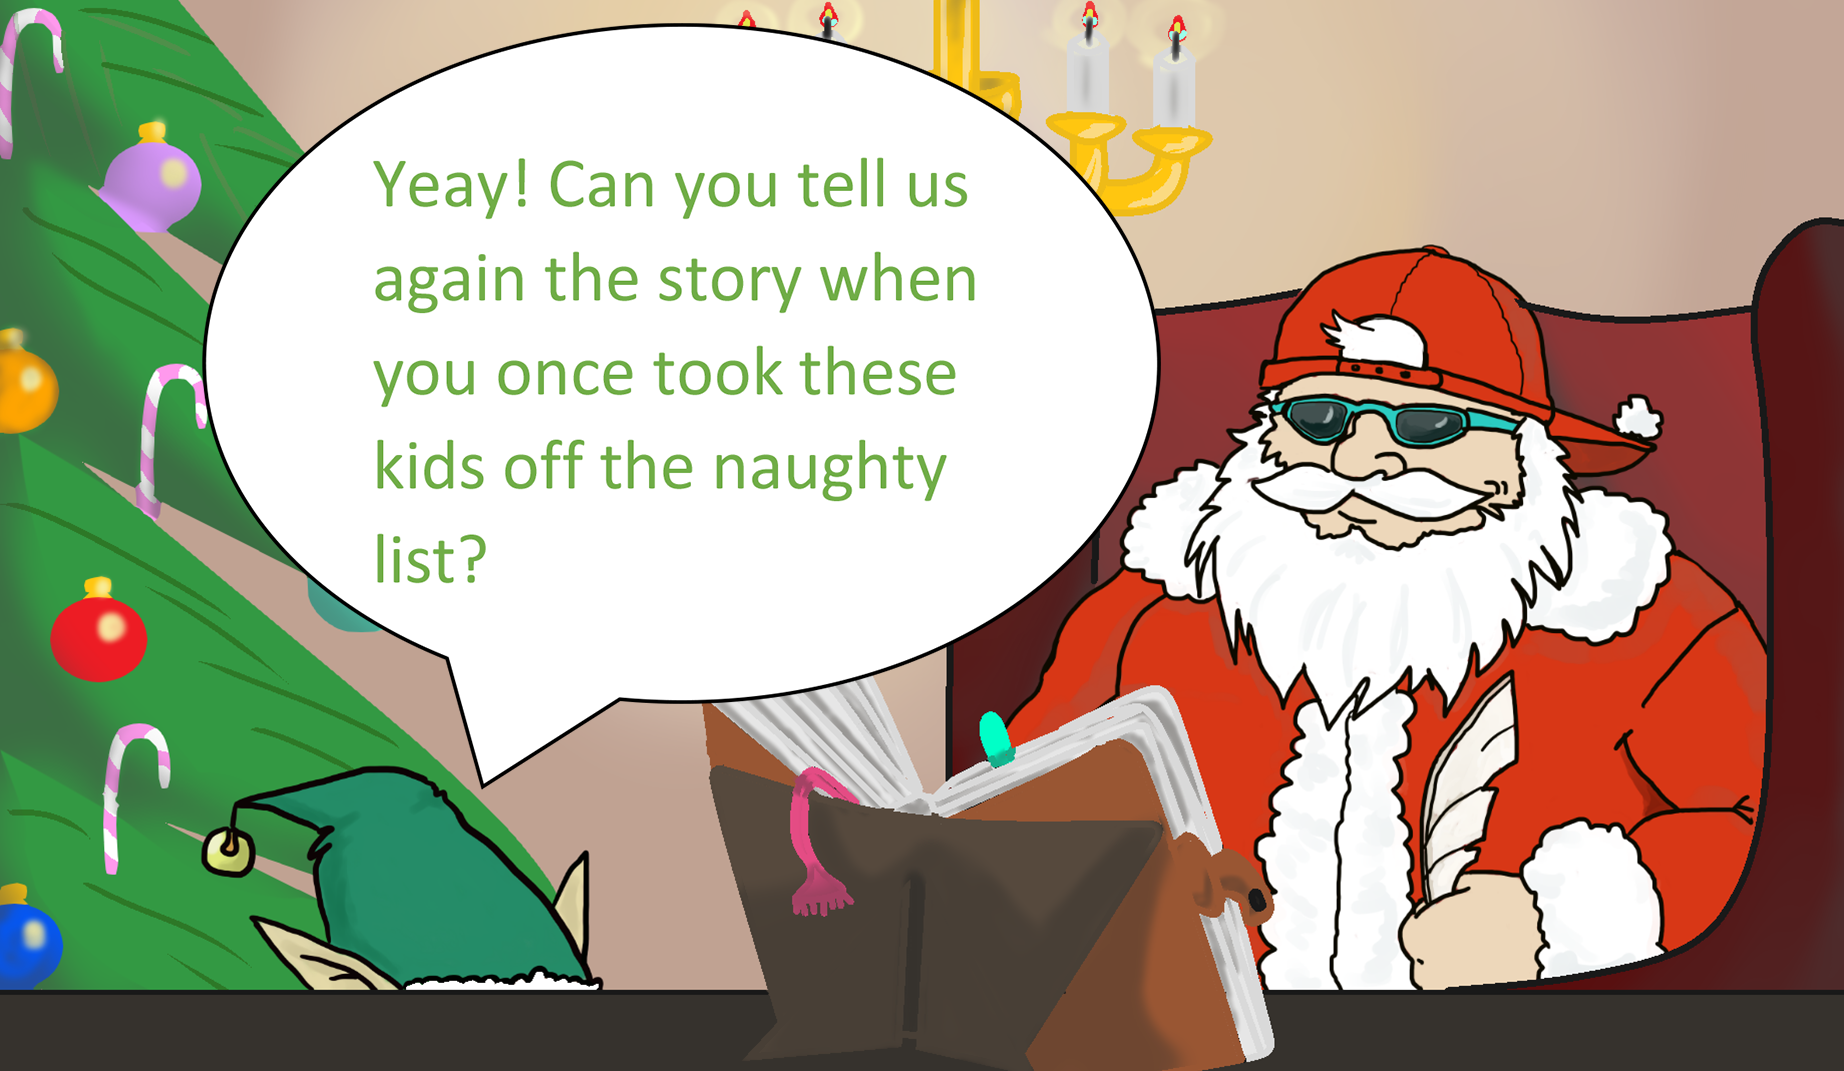 Yeay! Can you tell us
again the story when
you once took these
kids off the naughty
list?